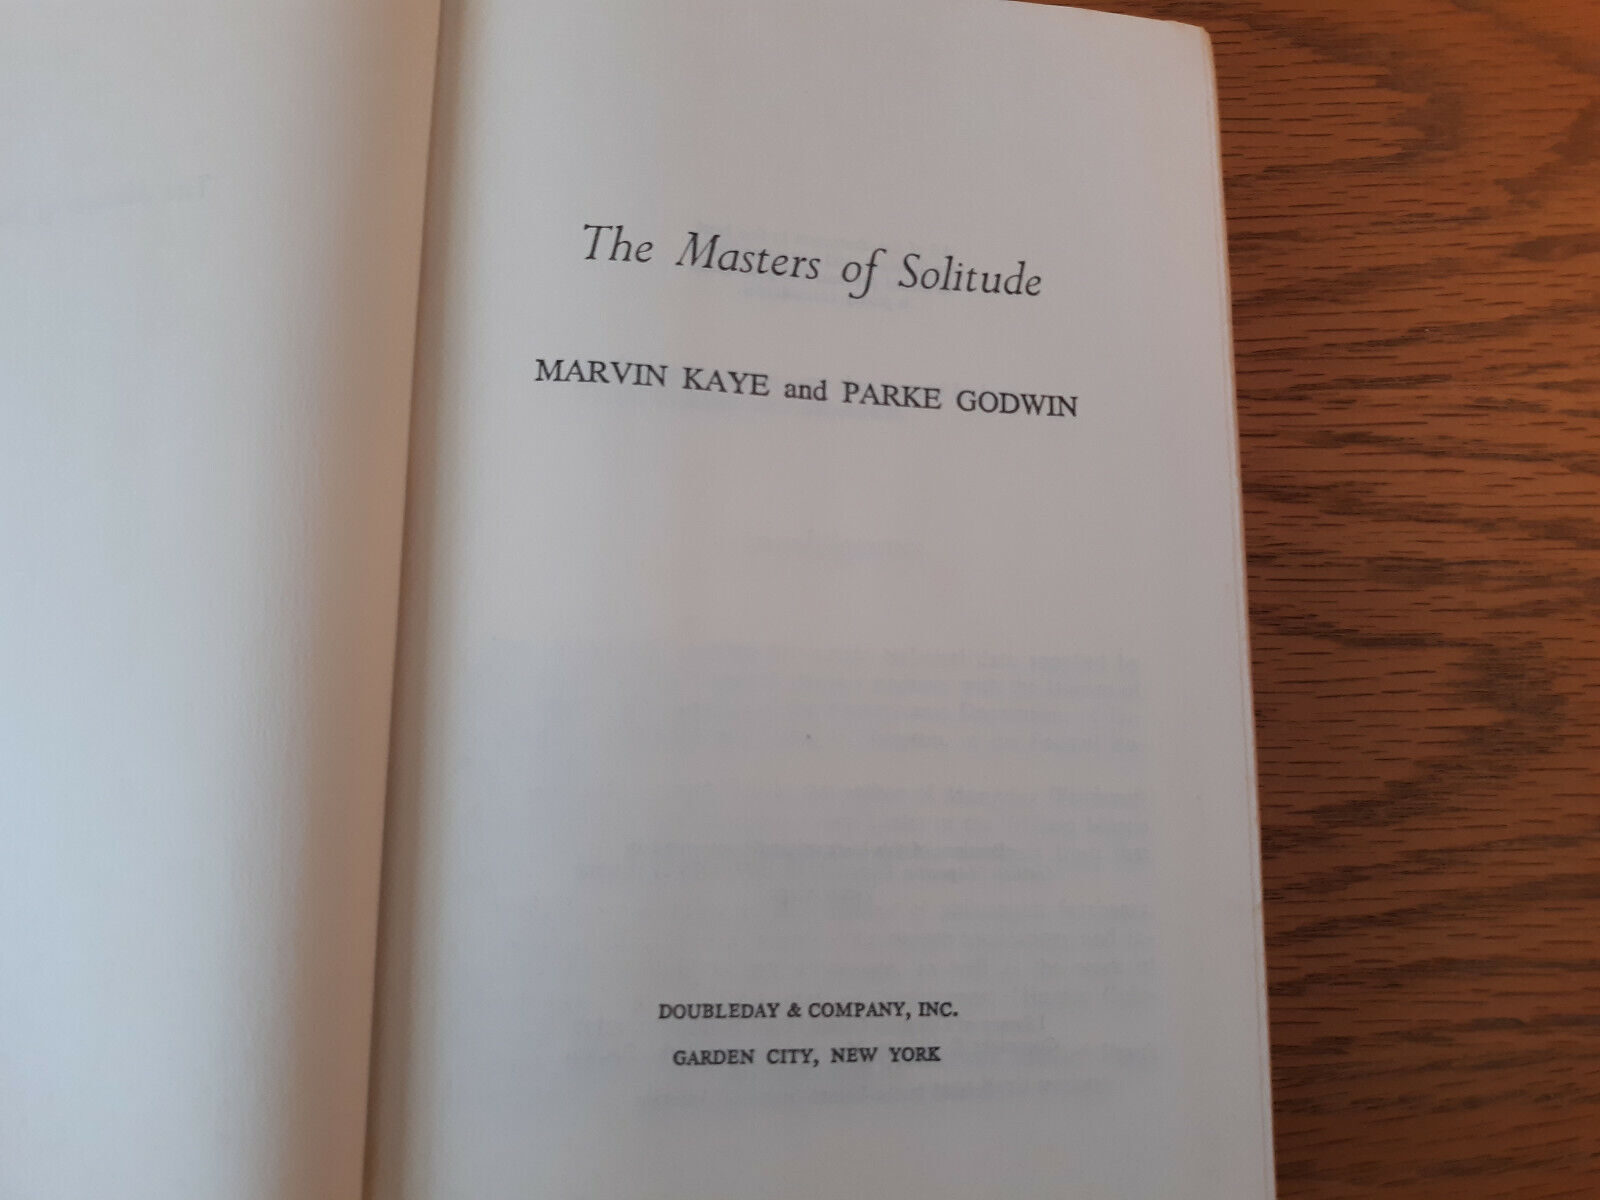 The Masters of Solitude
MARVIN KAYE and PARKE GODWIN
DOUBLEDAY & COMPANY, INC.
GARDEN CITY, NEW YORK